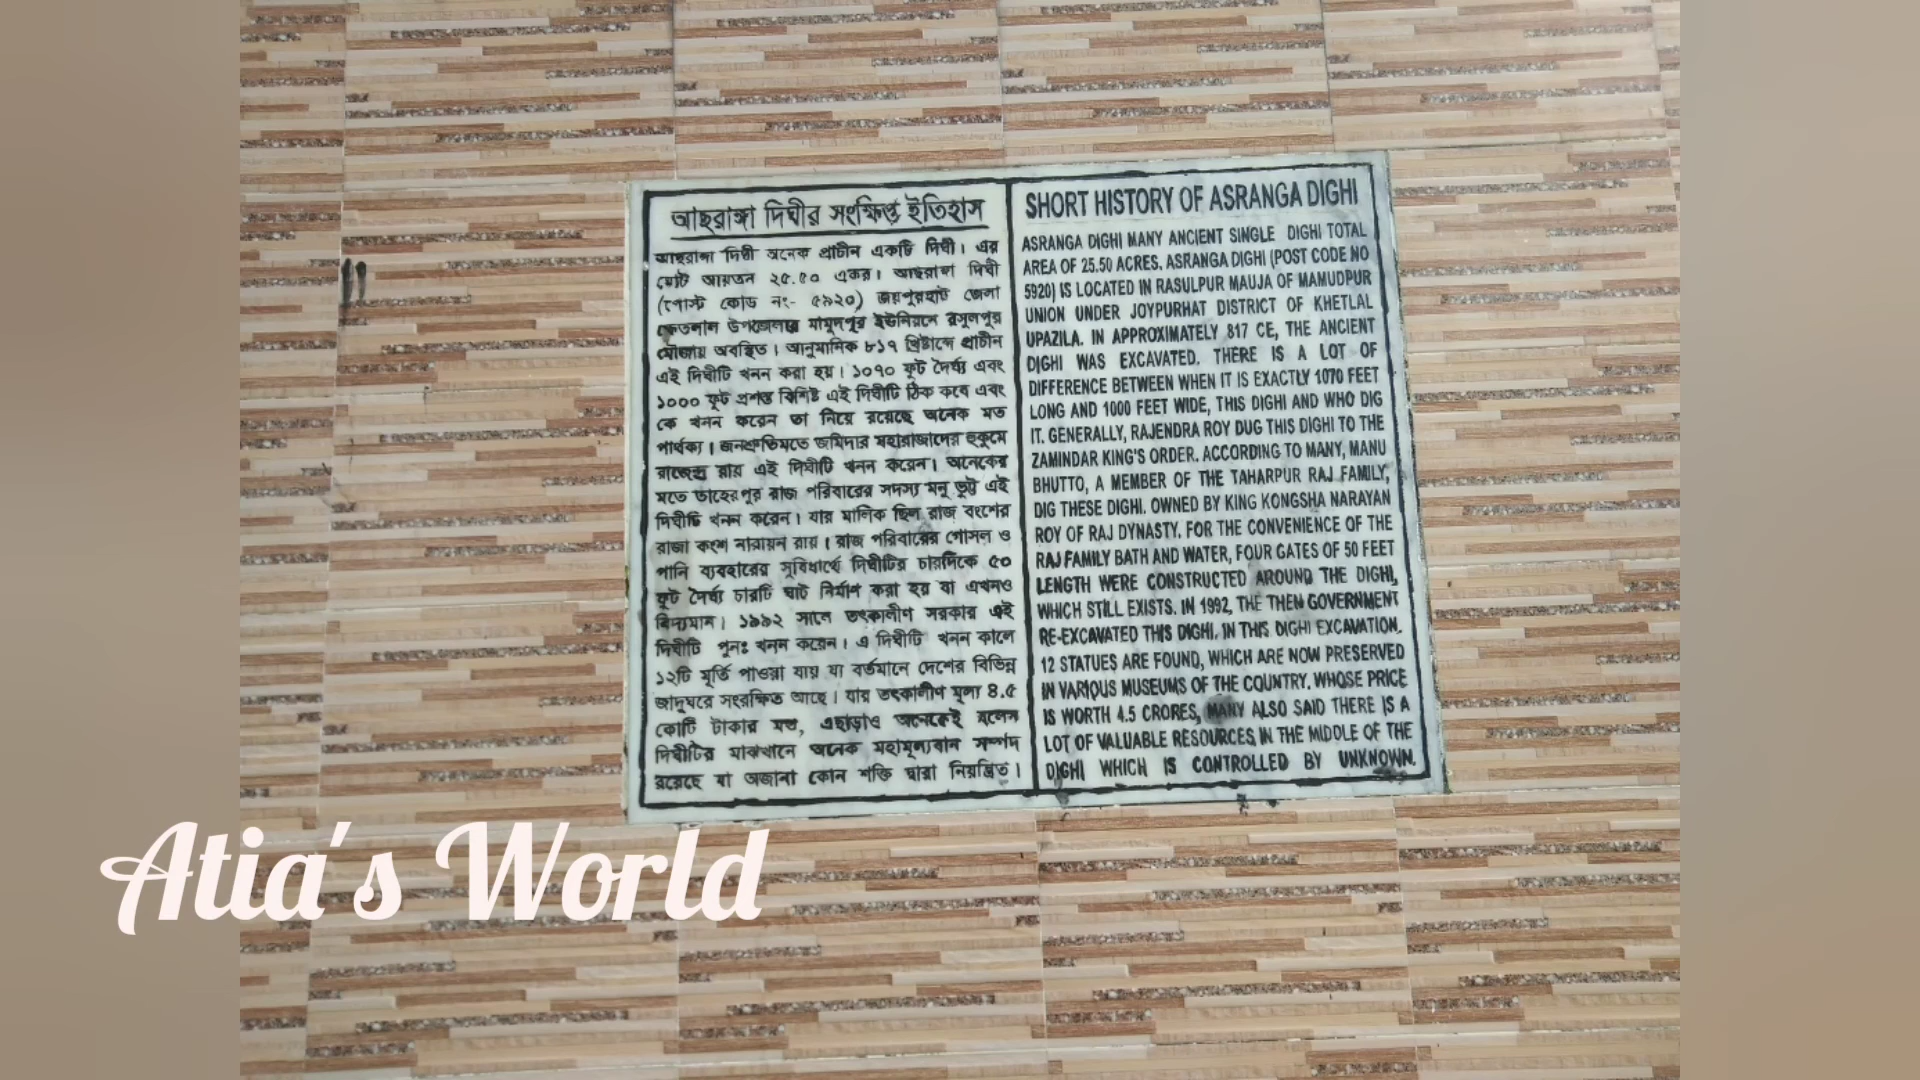 আছরাঙ্গা দিঘীর সংক্ষিপ্ত ইতিহাস
আছরাঙ্গা দিঘী অনেক প্রাচীন একটি দিঘী। এর
মোট আয়তন ২৫.৫০ একর। আছরাঙ্গা দিঘী
(পোস্ট কোড নং- ৫৯২০) জয়পুরহাট জেলা
ক্ষেতলাল উপজেলার মামুদপুর ইউনিয়নে রসুলপুর
মৌজায় অবস্থিত। আনুমানিক ৮১৭ খ্রিষ্টাব্দে প্রাচীন
এই দিঘীটি খনন করা হয়। ১০৭০ ফুট দৈর্ঘ্য এবং
১০০০ ফুট প্রশস্ত বিশিষ্ট এই দিঘীটি ঠিক কবে এবং
কে খনন করেন তা নিয়ে রয়েছে অনেক মত
পার্থক্য। জনশ্রুতিমতে জমিদার মহারাজাদের হুকুমে
রাজেন্দ্র রায় এই দিঘীটি খনন করেন। অনেকের
মতে তাহেরপুর রাজ পরিবারের সদস্য মনু ভুট্ট এই
দিঘীটি খনন করেন। যার মালিক ছিল রাজ বংশের
রাজা কংশ নারায়ন রায়। রাজ পরিবারের গোসল ও
পানি ব্যবহারের সুবিধার্থে দিঘীটির চারদিকে ৫০
ফুট দৈর্ঘ্য চারটি ঘাট নির্মাণ করা হয় যা এখনও
বিদ্যমান। ১৯৯২ সালে তৎকালীণ সরকার এই
দিঘীটি পুনঃ খনন করেন। এ দিঘীটি খনন কালে
১২টি মূর্তি পাওয়া যায় যা বর্তমানে দেশের বিভিন্ন
জাদুঘরে সংরক্ষিত আছে। যার তৎকালীণ মূল্য ৪.৫
কোটি টাকার মত, এছাড়াও অনেকেই বলেন
দিঘীটির মাঝখানে অনেক মহামূল্যবান সম্পদ
রয়েছে যা অজানা কোন শক্তি দ্বারা নিয়ন্ত্রিত।
SHORT HISTORY OF ASRANGA DIGHI
ASRANGA DIGHI MANY ANCIENT SINGLE DIGHI TOTAL
AREA OF 25.50 ACRES. ASRANGA DIGHI (POST CODE NO
5920) IS LOCATED IN RASULPUR MAUJA OF MAMUDPUR
UNION UNDER JOYPURHAT DISTRICT OF KHETLAL
UPAZILA. IN APPROXIMATELY 817 CE, THE ANCIENT
DIGHI WAS EXCAVATED. THERE IS A LOT OF
DIFFERENCE BETWEEN WHEN IT IS EXACTLY 1070 FEET
LONG AND 1000 FEET WIDE, THIS DIGHI AND WHO DIG
IT. GENERALLY, RAJENDRA ROY DUG THIS DIGHI TO THE
ZAMINDAR KING'S ORDER. ACCORDING TO MANY, MANU
BHUTTO, A MEMBER OF THE TAHARPUR RAJ FAMILY,
DIG THESE DIGHI. OWNED BY KING KONGSHA NARAYAN
ROY OF RAJ DYNASTY. FOR THE CONVENIENCE OF THE
RAJ FAMILY BATH AND WATER, FOUR GATES OF 50 FEET
LENGTH WERE CONSTRUCTED AROUND THE DIGHI,
WHICH STILL EXISTS. IN 1992, THE THEN GOVERNMENT
RE-EXCAVATED THIS DIGHI. IN THIS DIGHI EXCAVATION,
12 STATUES ARE FOUND, WHICH ARE NOW PRESERVED
IN VARIOUS MUSEUMS OF THE COUNTRY. WHOSE PRICE
IS WORTH 4.5 CRORES, MANY ALSO SAID THERE IS A
LOT OF VALUABLE RESOURCES IN THE MIDDLE OF THE
DIGHI WHICH IS CONTROLLED BY UNKNOWN.
Atia's World